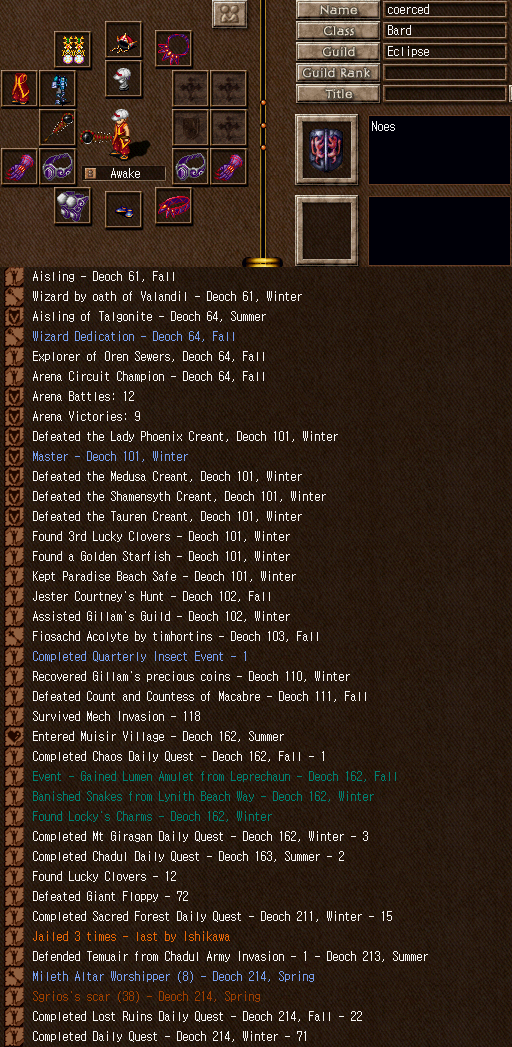 Name coerced
Class Bard
Guild Eclipse
Guild Rank
Title
Noes
Awake
Aisling - Deoch 61, Fall
Wizard by oath of Valandil - Deoch 61, Winter
Aisling of Talgonite - Deoch 64, Summer
Wizard Dedication - Deoch 64, Fall
Explorer of Oren Sewers, Deoch 64, Fall
Arena Circuit Champion - Deoch 64, Fall
Arena Battles: 12
Arena Victories: 9
Defeated the Lady Phoenix Creant, Deoch 101, Winter
Master - Deoch 101, Winter
Defeated the Medusa Creant, Deoch 101, Winter
Defeated the Shamensyth Creant, Deoch 101, Winter
Defeated the Tauren Creant, Deoch 101, Winter
Found 3rd Lucky Clovers - Deoch 101, Winter
Found a Golden Starfish - Deoch 101, Winter
Kept Paradise Beach Safe - Deoch 101, Winter
Jester Courtney's Hunt - Deoch 102, Fall
Assisted Gillam's Guild - Deoch 102, Winter
Fiosachd Acolyte by timhortins - Deoch 103, Fall
Completed Quarterly Insect Event - 1
Recovered Gillam's precious coins - Deoch 110, Winter
Defeated Count and Countess of Macabre - Deoch 111, Fall
Survived Mech Invasion - 118
Entered Muisir Village - Deoch 162, Summer
Completed Chaos Daily Quest - Deoch 162, Fall - 1
Event - Gained Lumen Amulet from Leprechaun - Deoch 162, Fall
Banished Snakes from Lynith Beach Way - Deoch 162, Winter
Found Locky's Charms - Deoch 162, Winter
Completed Mt Giragan Daily Quest - Deoch 162, Winter - 3
Completed Chadul Daily Quest - Deoch 163, Summer - 2
Found Lucky Clovers - 12
Defeated Giant Floppy - 72
Completed Sacred Forest Daily Quest - Deoch 211, Winter - 15
Jailed 3 times - last by Ishikawa
Defended Temuair from Chadul Army Invasion - 1 - Deoch 213, Summer
Mileth Altar Worshipper (8) - Deoch 214, Spring
Sgrios's scar (38) - Deoch 214, Spring
Completed Lost Ruins Daily Quest - Deoch 214, Fall - 22
Completed Daily Quest - Deoch 214, Winter - 71